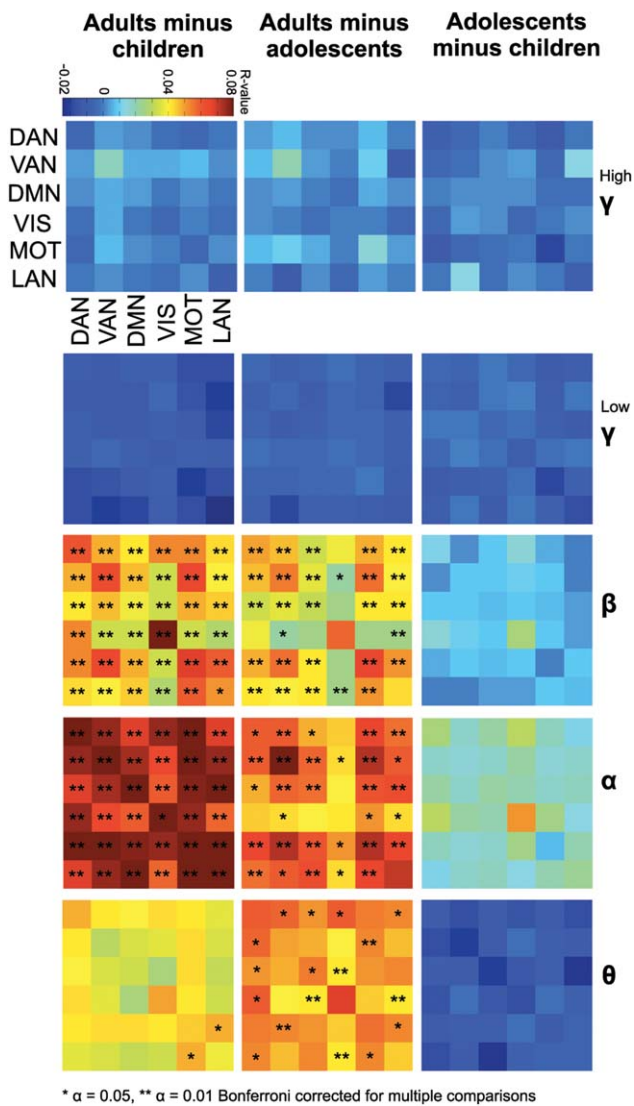 Adults minus children
Adults minus adolescents
Adolescents minus children
-0.02 0 0.04 0.08
R-value
DAN
VAN
DMN
VIS
MOT
LAN
High
γ
DAN VAN DMN VIS MOT LAN
Low
γ
β
α
θ
* α = 0.05, ** α = 0.01 Bonferroni corrected for multiple comparisons